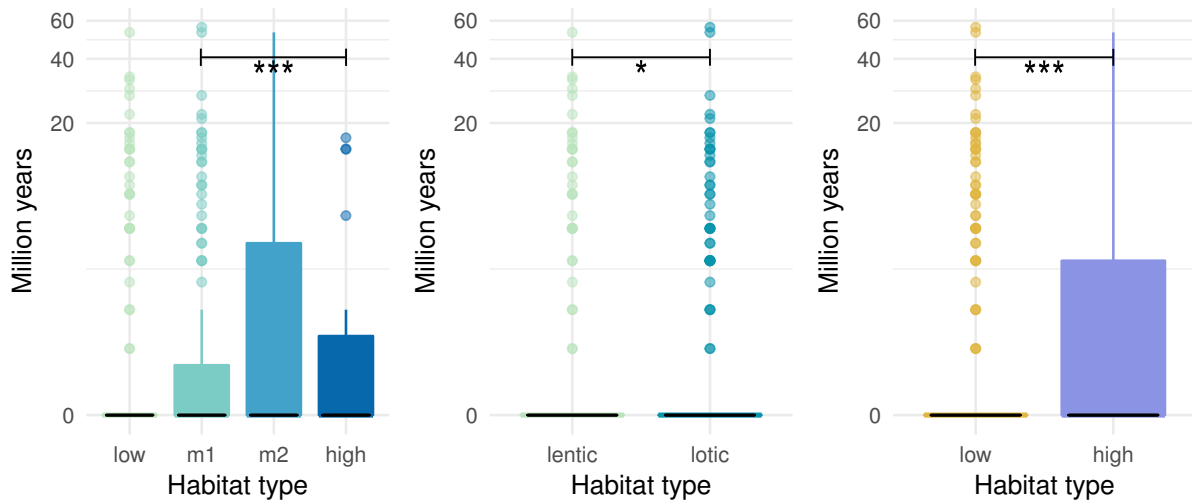 60
40
20
0
Million years
***
low m1 m2 high
Habitat type
60
40
20
0
Million years
*
lentic lotic
Habitat type
60
40
20
0
Million years
***
low high
Habitat type